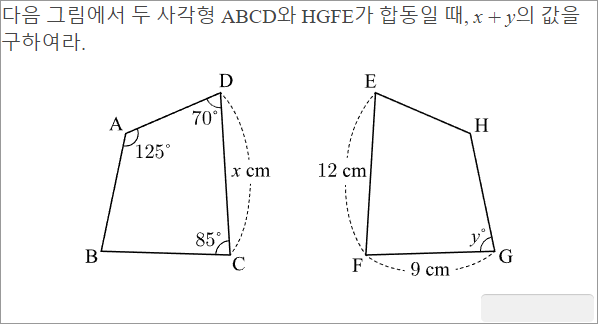 다음 그림에서 두 사각형 ABCD와 HGFE가 합동일 때, x + y의 값을
구하여라.
D
E
A
70°
H
125°
x cm
12 cm
85°
y°
B
C
F
G
9 cm